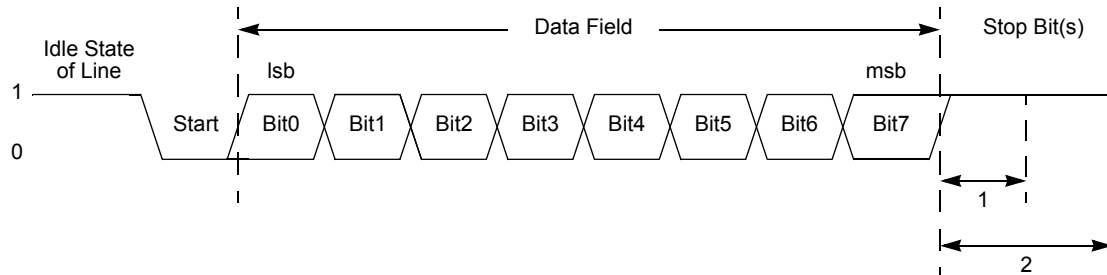 Data Field
Stop Bit(s)
Idle State
of Line
lsb
msb
1
Start
Bit0
Bit1
Bit2
Bit3
Bit4
Bit5
Bit6
Bit7
0
1
2